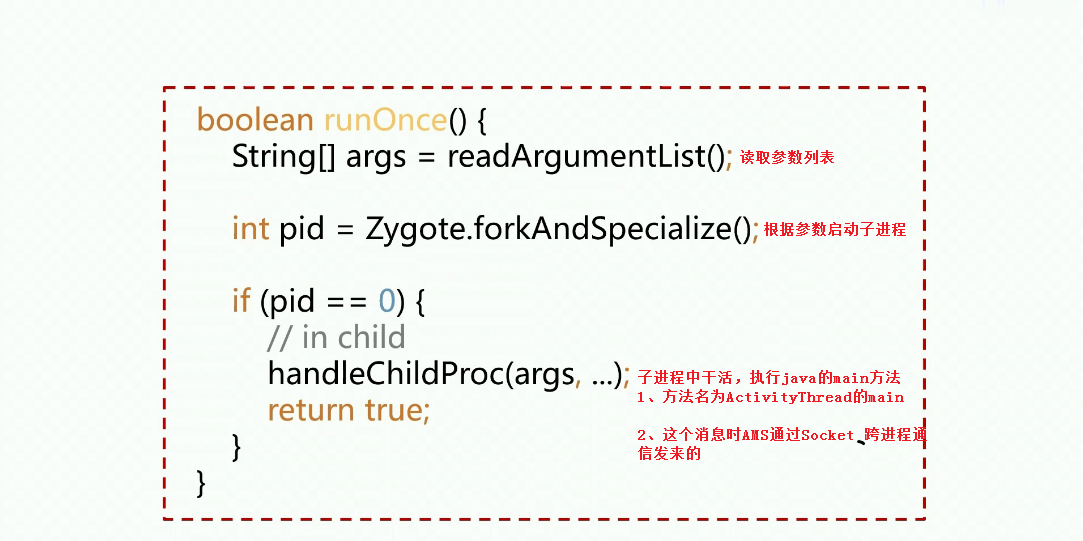 boolean runOnce() {
String[] args = readArgumentList(); 读取参数列表
int pid = Zygote.forkAndSpecialize(); 根据参数启动子进程
if (pid == 0) {
// in child
handleChildProc(args, ...); 子进程中干活，执行java的main方法
1、方法名为ActivityThread的main
return true;
2、这个消息时AMS通过Socket、跨进程通
信发来的
}
}